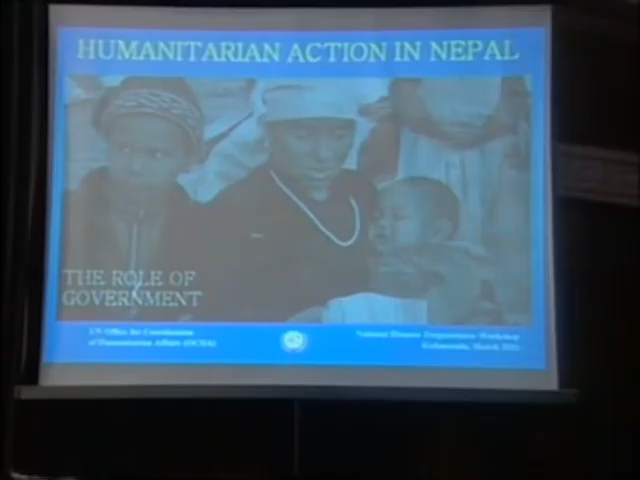 HUMANITARIAN ACTION IN NEPAL
THE ROLE OF
GOVERNMENT
UN Office for Coordination
of Humanitarian Affairs (OCHA)
National Disaster Preparedness Workshop
Kathmandu, March